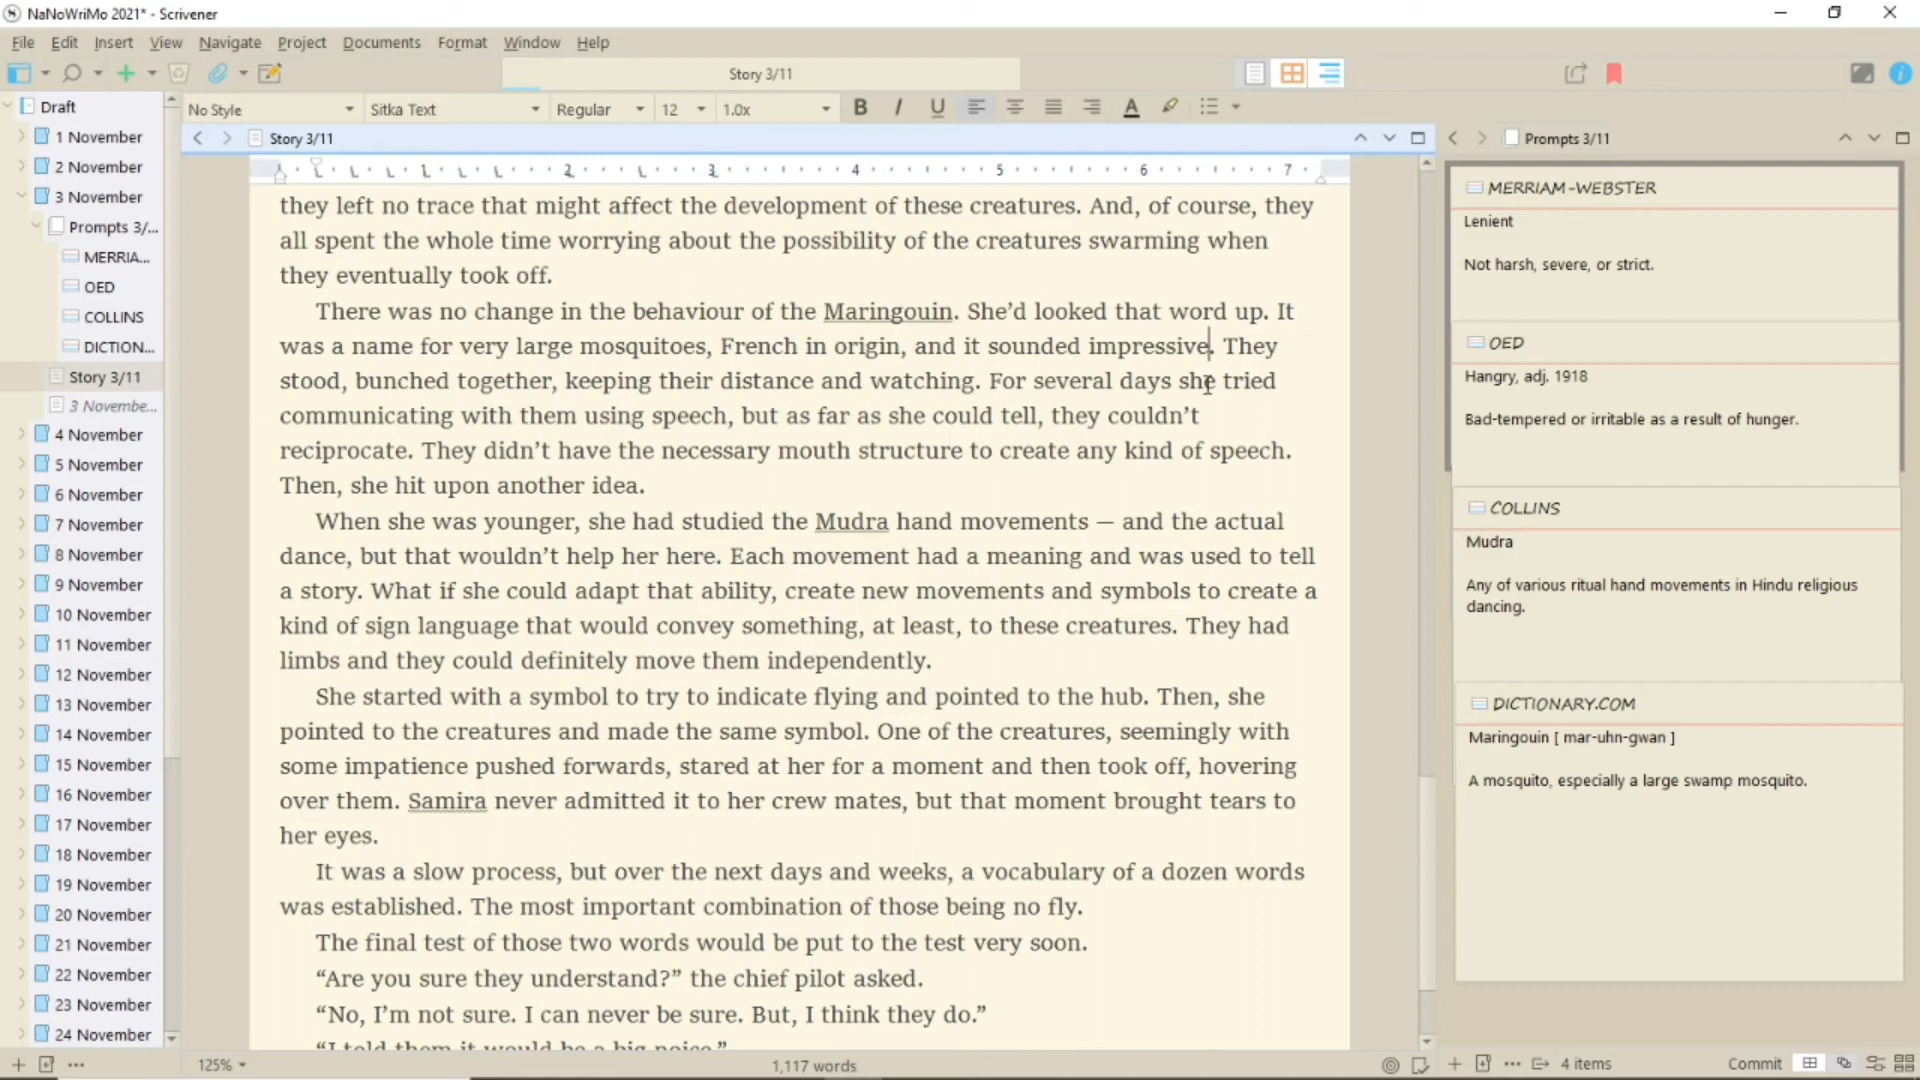 NaNoWriMo 2021* - Scrivener
File Edit Insert View Navigate Project Documents Format Window Help
Story 3/11
No Style Sitka Text Regular 12 1.0x B I U A
Draft
1 November
2 November
3 November
Prompts 3/...
MERRIA...
OED
COLLINS
DICTION...
Story 3/11
3 Novembe...
4 November
5 November
6 November
7 November
8 November
9 November
10 November
11 November
12 November
13 November
14 November
15 November
16 November
17 November
18 November
19 November
20 November
21 November
22 November
23 November
24 November
Story 3/11
1 2 3 4 5 6 7
they left no trace that might affect the development of these creatures. And, of course, they
all spent the whole time worrying about the possibility of the creatures swarming when
they eventually took off.
There was no change in the behaviour of the Maringouin. She’d looked that word up. It
was a name for very large mosquitoes, French in origin, and it sounded impressive. They
stood, bunched together, keeping their distance and watching. For several days she tried
communicating with them using speech, but as far as she could tell, they couldn’t
reciprocate. They didn’t have the necessary mouth structure to create any kind of speech.
Then, she hit upon another idea.
When she was younger, she had studied the Mudra hand movements — and the actual
dance, but that wouldn’t help her here. Each movement had a meaning and was used to tell
a story. What if she could adapt that ability, create new movements and symbols to create a
kind of sign language that would convey something, at least, to these creatures. They had
limbs and they could definitely move them independently.
She started with a symbol to try to indicate flying and pointed to the hub. Then, she
pointed to the creatures and made the same symbol. One of the creatures, seemingly with
some impatience pushed forwards, stared at her for a moment and then took off, hovering
over them. Samira never admitted it to her crew mates, but that moment brought tears to
her eyes.
It was a slow process, but over the next days and weeks, a vocabulary of a dozen words
was established. The most important combination of those being no fly.
The final test of those two words would be put to the test very soon.
“Are you sure they understand?” the chief pilot asked.
“No, I’m not sure. I can never be sure. But, I think they do.”
“I told them it would be a big noise.”
125% 1,117 words
Prompts 3/11
MERRIAM-WEBSTER
Lenient
Not harsh, severe, or strict.
OED
Hangry, adj. 1918
Bad-tempered or irritable as a result of hunger.
COLLINS
Mudra
Any of various ritual hand movements in Hindu religious
dancing.
DICTIONARY.COM
Maringouin [ mar-uhn-gwan ]
A mosquito, especially a large swamp mosquito.
4 items Commit